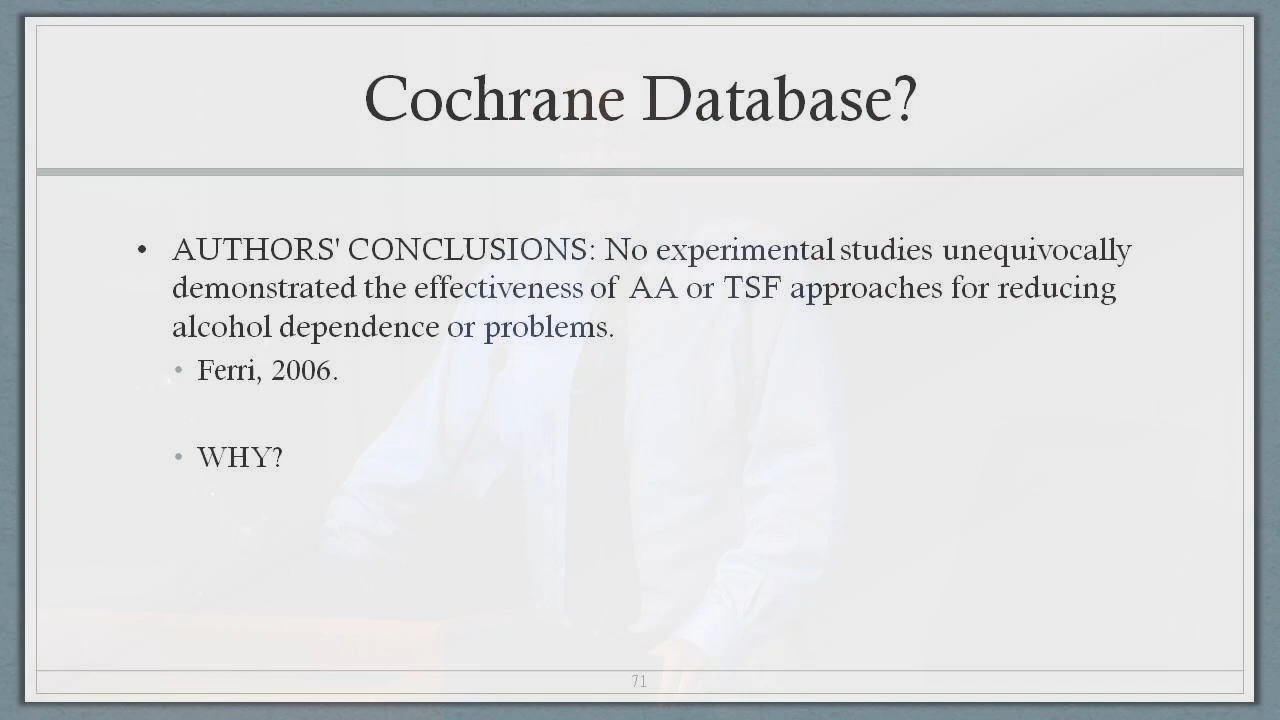 Cochrane Database?
• AUTHORS' CONCLUSIONS: No experimental studies unequivocally
demonstrated the effectiveness of AA or TSF approaches for reducing
alcohol dependence or problems.
• Ferri, 2006.
• WHY?
71